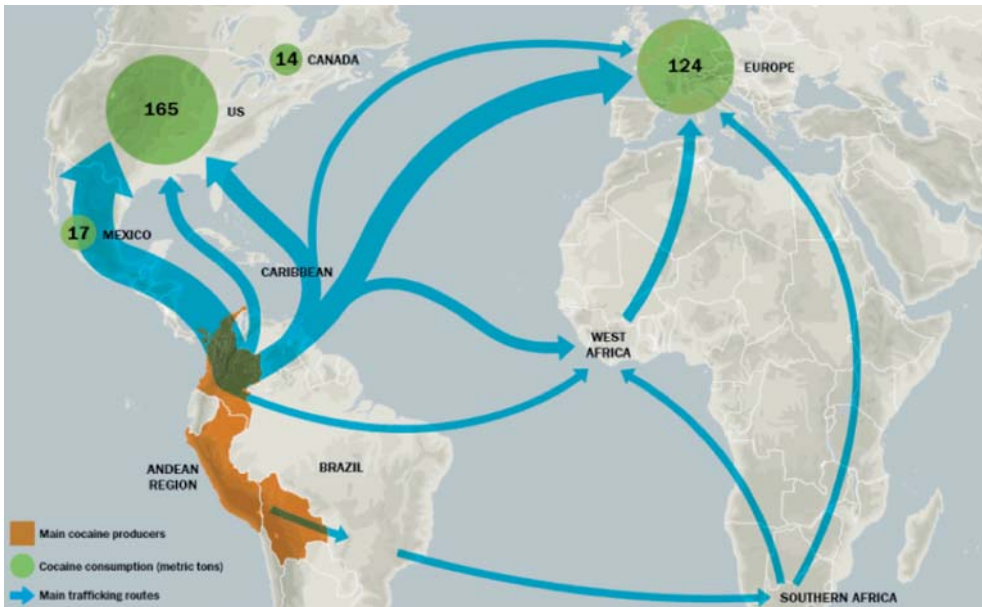 14 CANADA
165
US
124
EUROPE
17 MEXICO
CARIBBEAN
WEST
AFRICA
ANDEAN
REGION
BRAZIL
Main cocaine producers
Cocaine consumption (metric tons)
Main trafficking routes
SOUTHERN AFRICA